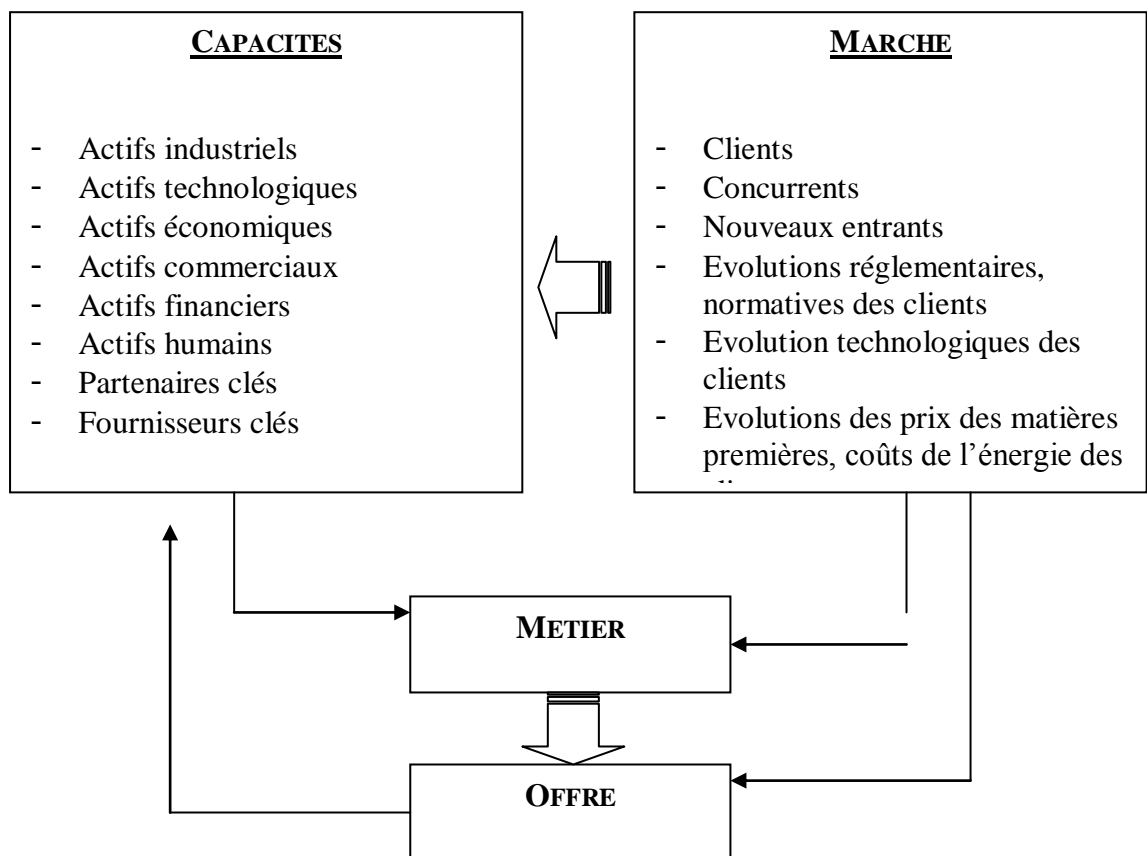 CAPACITES
- Actifs industriels
- Actifs technologiques
- Actifs économiques
- Actifs commerciaux
- Actifs financiers
- Actifs humains
- Partenaires clés
- Fournisseurs clés
MARCHE
- Clients
- Concurrents
- Nouveaux entrants
- Evolutions réglementaires,
normatives des clients
- Evolution technologiques des
clients
- Evolutions des prix des matières
premières, coûts de l’énergie des
METIER
OFFRE